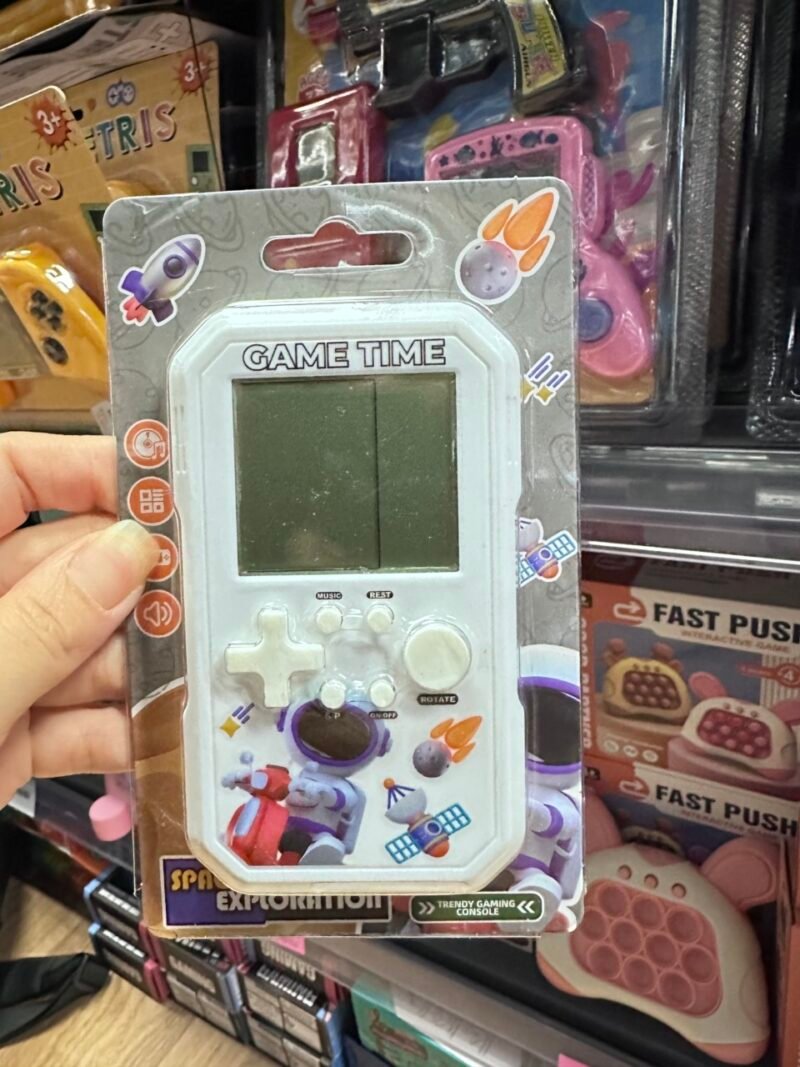 GAME TIME
MUSIC
REST
ROTATE
ON/OFF
EXPLORATION
TRENDY GAMING
CONSOLE
3+
TRIS
3+
RIS
FAST PUSH
INTERACTIVE GAME
FAST PUSH